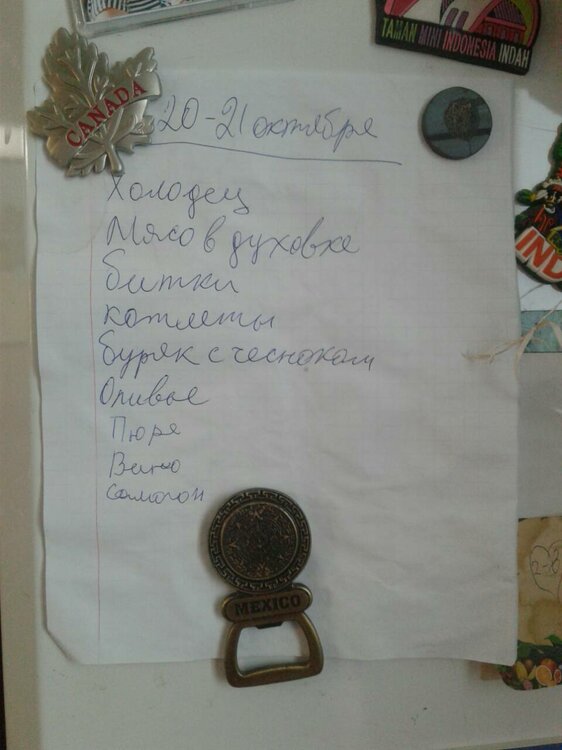 TAMAN MINI INDONESIA INDAH
CANADA
20-21 октября
Холодец
Мясо в духовке
Битки
котлеты
Буряк с чесноком
Оливье
Пюре
Вино
самогон
IND
MEXICO